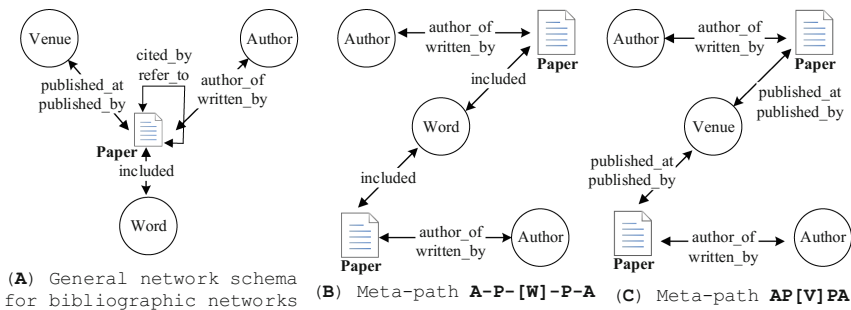 Venue
Author
cited_by
refer_to
published_at
published_by
author_of
written_by
Paper
included
Word
(A) General network schema
for bibliographic networks
Author
author_of
written_by
Paper
included
Word
included
Paper
author_of
written_by
Author
(B) Meta-path A-P-[W]-P-A
Author
author_of
written_by
Paper
published_at
published_by
Venue
published_at
published_by
Paper
author_of
written_by
Author
(C) Meta-path AP[V]PA